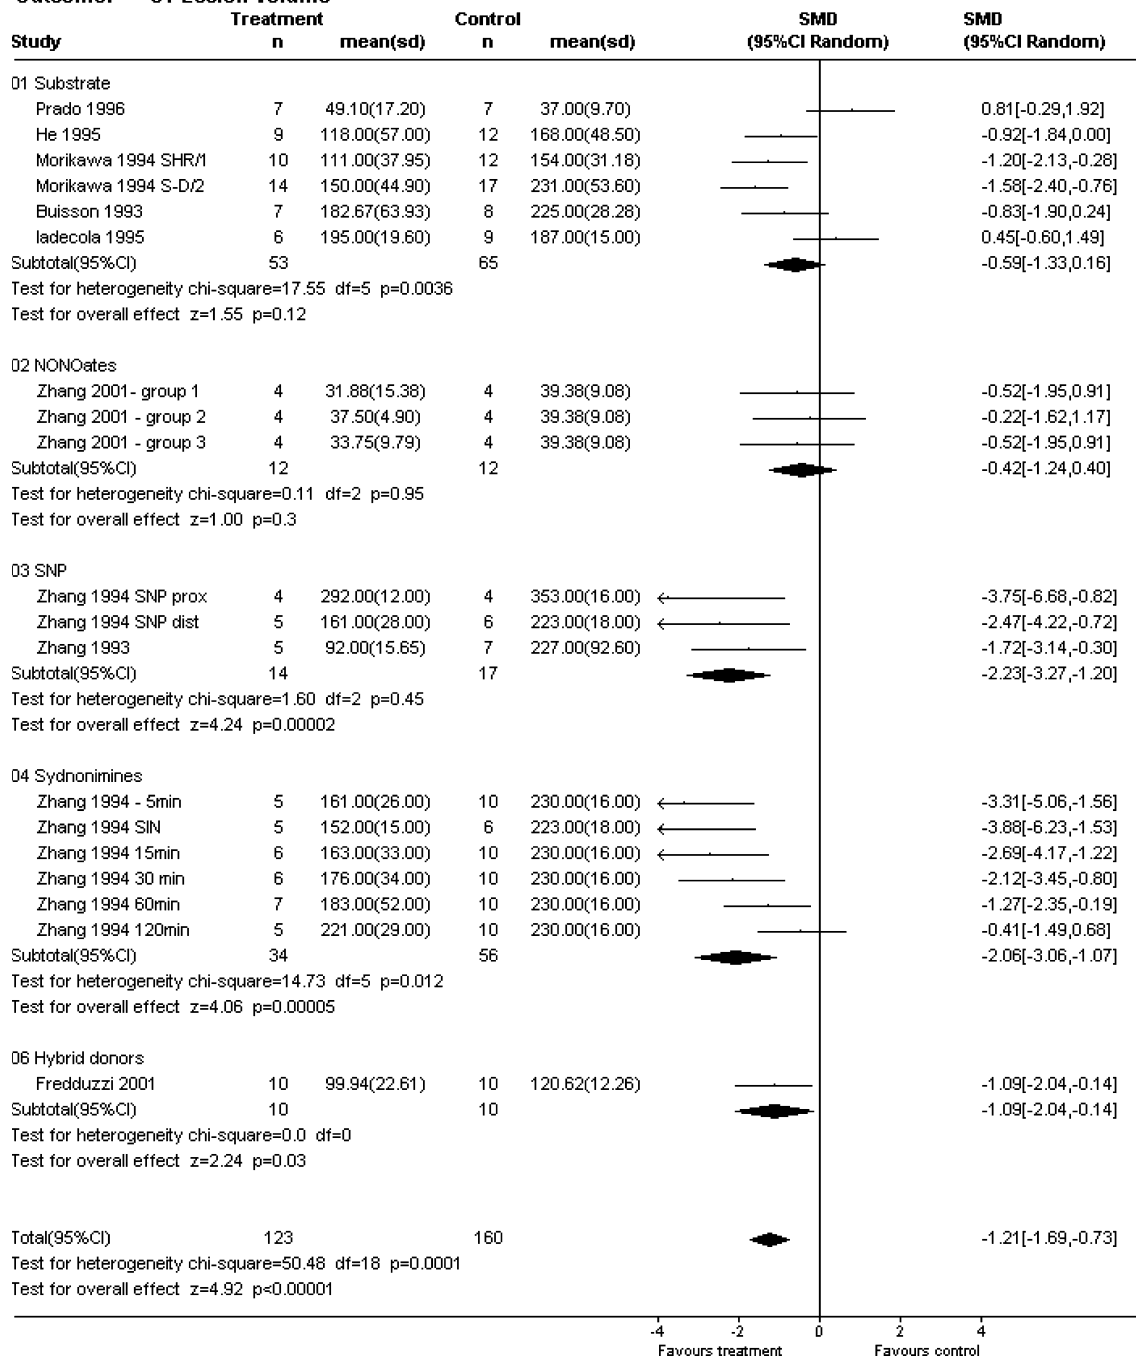 Treatment Control SMD SMD
Study n mean(sd) n mean(sd) (95%CI Random) (95%CI Random)
01 Substrate
Prado 1996 7 49.10(17.20) 7 37.00(9.70) 0.81[-0.29,1.92]
He 1995 9 118.00(57.00) 12 168.00(48.50) -0.92[-1.84,0.00]
Morikawa 1994 SHR/1 10 111.00(37.95) 12 154.00(31.18) -1.20[-2.13,-0.28]
Morikawa 1994 S-D/2 14 150.00(44.90) 17 231.00(53.60) -1.58[-2.40,-0.76]
Buisson 1993 7 182.67(63.93) 8 225.00(28.28) -0.83[-1.90,0.24]
Iadecola 1995 6 195.00(19.60) 9 187.00(15.00) 0.45[-0.60,1.49]
Subtotal(95%CI) 53 65 -0.59[-1.33,0.16]
Test for heterogeneity chi-square=17.55 df=5 p=0.0036
Test for overall effect z=1.55 p=0.12
02 NONOates
Zhang 2001- group 1 4 31.88(15.38) 4 39.38(9.08) -0.52[-1.95,0.91]
Zhang 2001 - group 2 4 37.50(4.90) 4 39.38(9.08) -0.22[-1.62,1.17]
Zhang 2001 - group 3 4 33.75(9.79) 4 39.38(9.08) -0.52[-1.95,0.91]
Subtotal(95%CI) 12 12 -0.42[-1.24,0.40]
Test for heterogeneity chi-square=0.11 df=2 p=0.95
Test for overall effect z=1.00 p=0.3
03 SNP
Zhang 1994 SNP prox 4 292.00(12.00) 4 353.00(16.00) -3.75[-6.68,-0.82]
Zhang 1994 SNP dist 5 161.00(28.00) 6 223.00(18.00) -2.47[-4.22,-0.72]
Zhang 1993 5 92.00(15.65) 7 227.00(92.60) -1.72[-3.14,-0.30]
Subtotal(95%CI) 14 17 -2.23[-3.27,-1.20]
Test for heterogeneity chi-square=1.60 df=2 p=0.45
Test for overall effect z=4.24 p=0.00002
04 Sydnonimines
Zhang 1994 - 5min 5 161.00(26.00) 10 230.00(16.00) -3.31[-5.06,-1.56]
Zhang 1994 SIN 5 152.00(15.00) 6 223.00(18.00) -3.88[-6.23,-1.53]
Zhang 1994 15min 6 163.00(33.00) 10 230.00(16.00) -2.69[-4.17,-1.22]
Zhang 1994 30 min 6 176.00(34.00) 10 230.00(16.00) -2.12[-3.45,-0.80]
Zhang 1994 60min 7 183.00(52.00) 10 230.00(16.00) -1.27[-2.35,-0.19]
Zhang 1994 120min 5 221.00(29.00) 10 230.00(16.00) -0.41[-1.49,0.68]
Subtotal(95%CI) 34 56 -2.06[-3.06,-1.07]
Test for heterogeneity chi-square=14.73 df=5 p=0.012
Test for overall effect z=4.06 p=0.00005
06 Hybrid donors
Fredduzzi 2001 10 99.94(22.61) 10 120.62(12.26) -1.09[-2.04,-0.14]
Subtotal(95%CI) 10 10 -1.09[-2.04,-0.14]
Test for heterogeneity chi-square=0.0 df=0
Test for overall effect z=2.24 p=0.03
Total(95%CI) 123 160 -1.21[-1.69,-0.73]
Test for heterogeneity chi-square=50.48 df=18 p=0.0001
Test for overall effect z=4.92 p<0.00001
-4 -2 0 2 4
Favours treatment Favours control